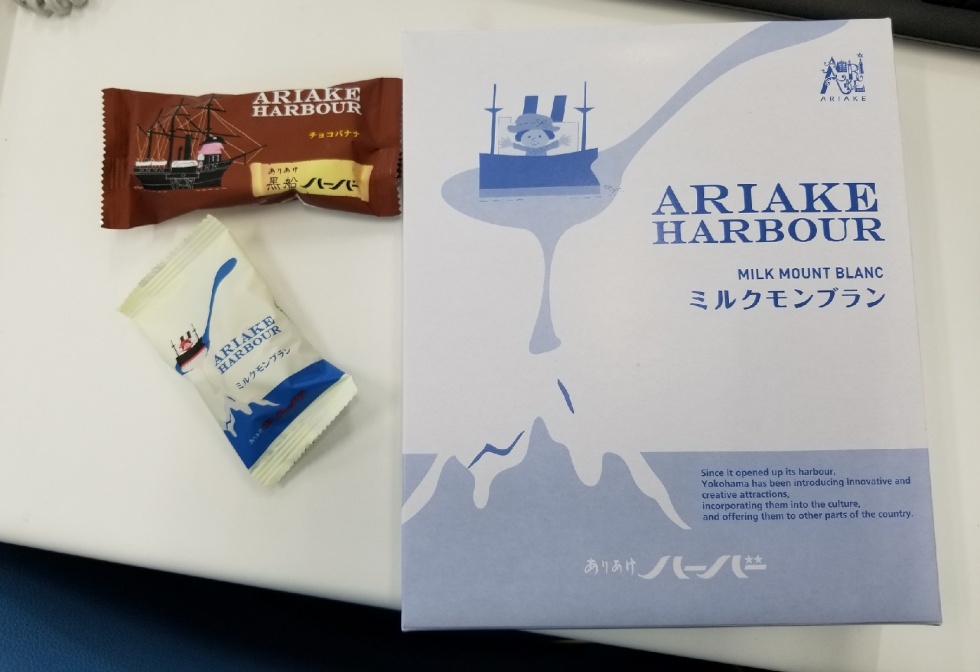 ARIAKE
HARBOUR
チョコバナナ
ありあけ
黒船ハーバー
ARIAKE
HARBOUR
ミルクモンブラン
ARIAKE
ARIAKE
HARBOUR
MILK MOUNT BLANC
ミルクモンブラン
Since it opened up its harbour,
Yokohama has been introducing innovative and
creative attractions,
incorporating them into the culture,
and offering them to other parts of the country.
ありあけ ハーバー